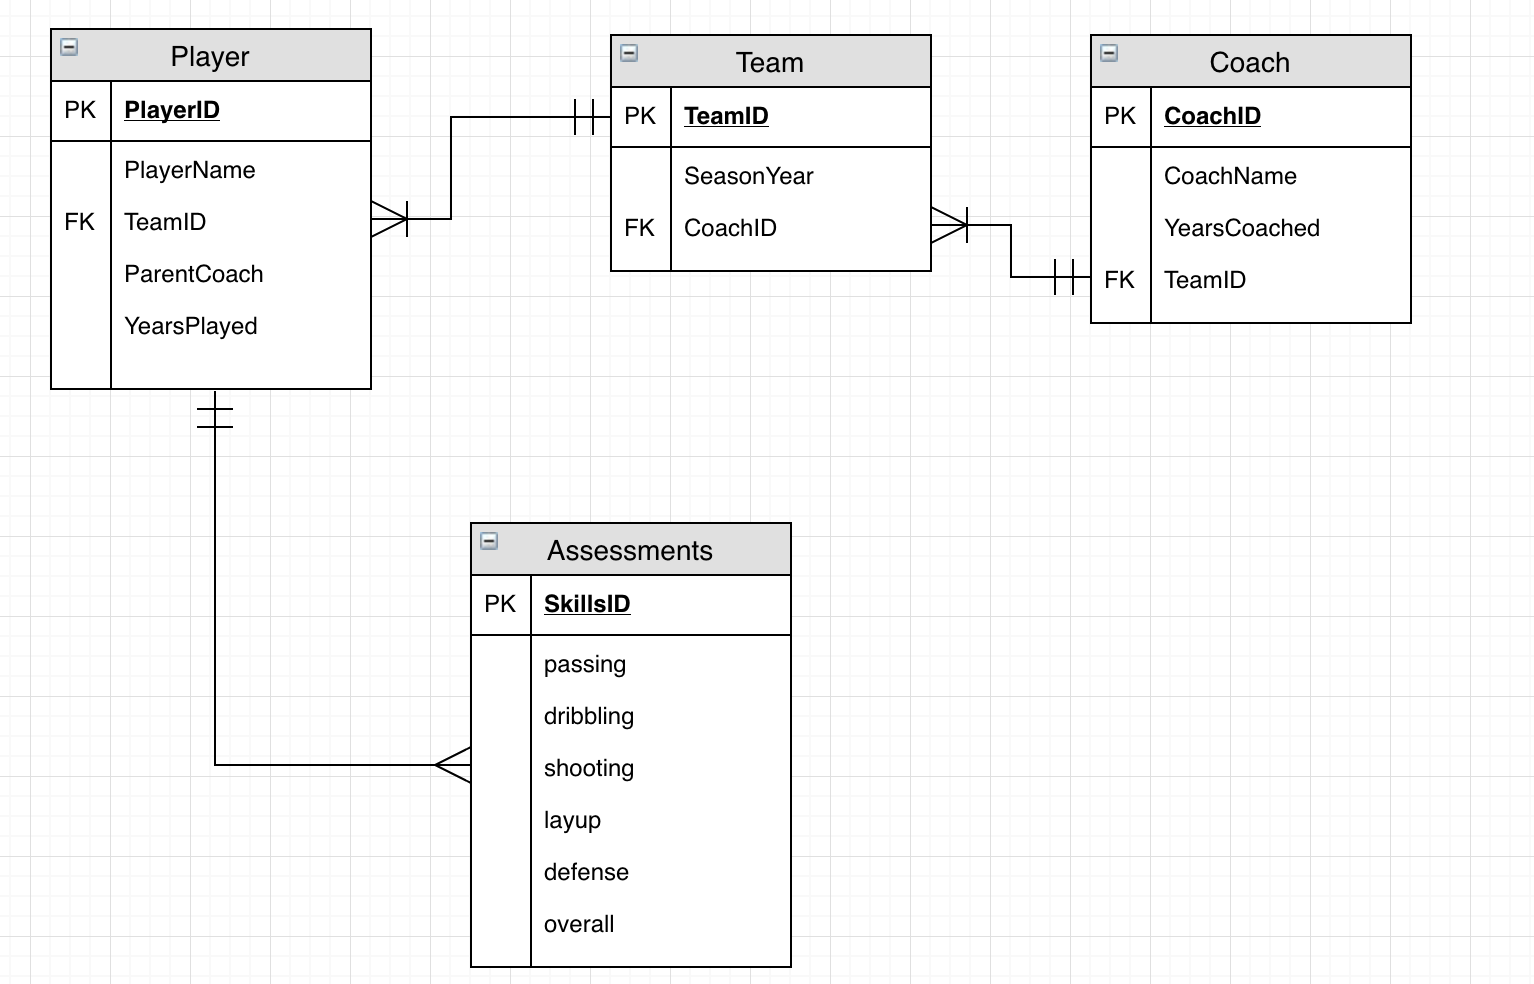 Player
PK PlayerID
PlayerName
FK TeamID
ParentCoach
YearsPlayed
Team
PK TeamID
SeasonYear
FK CoachID
Coach
PK CoachID
CoachName
YearsCoached
FK TeamID
Assessments
PK SkillsID
passing
dribbling
shooting
layup
defense
overall